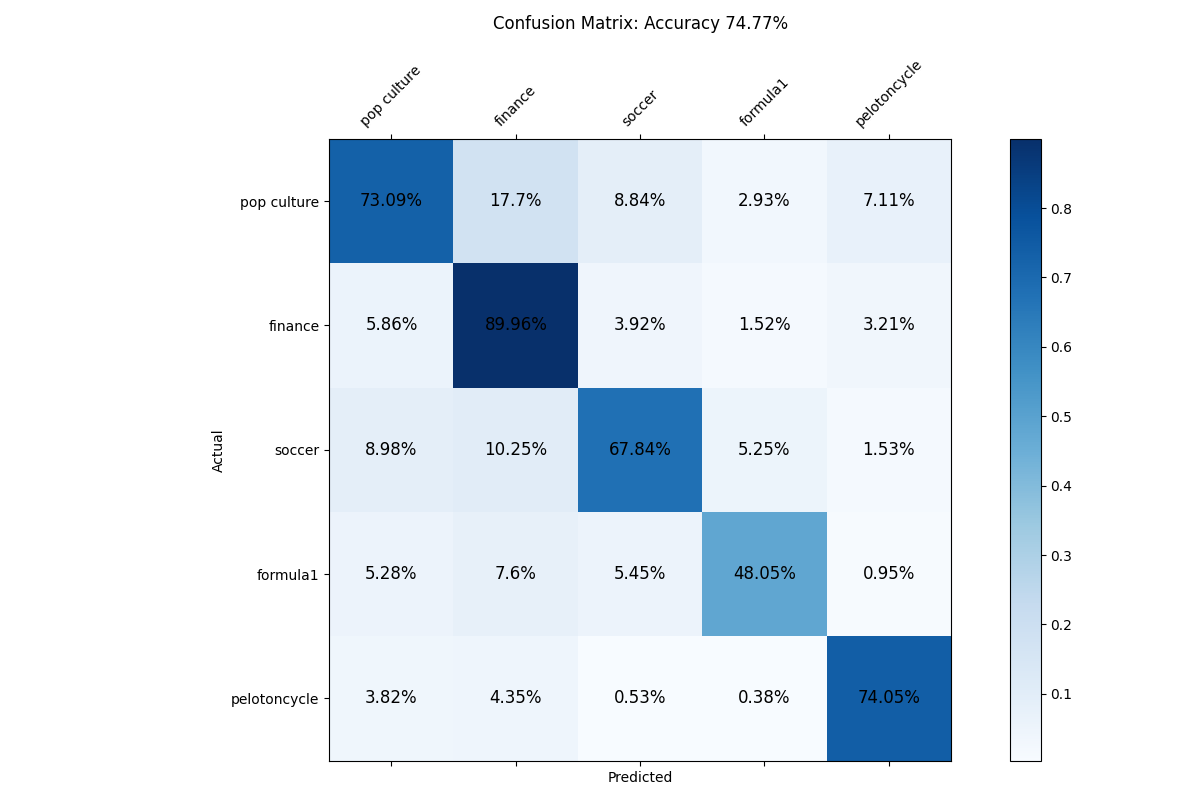 Confusion Matrix: Accuracy 74.77%
pop culture finance soccer formula1 pelotoncycle
pop culture 73.09% 17.7% 8.84% 2.93% 7.11%
finance 5.86% 89.96% 3.92% 1.52% 3.21%
soccer 8.98% 10.25% 67.84% 5.25% 1.53%
formula1 5.28% 7.6% 5.45% 48.05% 0.95%
pelotoncycle 3.82% 4.35% 0.53% 0.38% 74.05%
Actual
Predicted
0.8
0.7
0.6
0.5
0.4
0.3
0.2
0.1